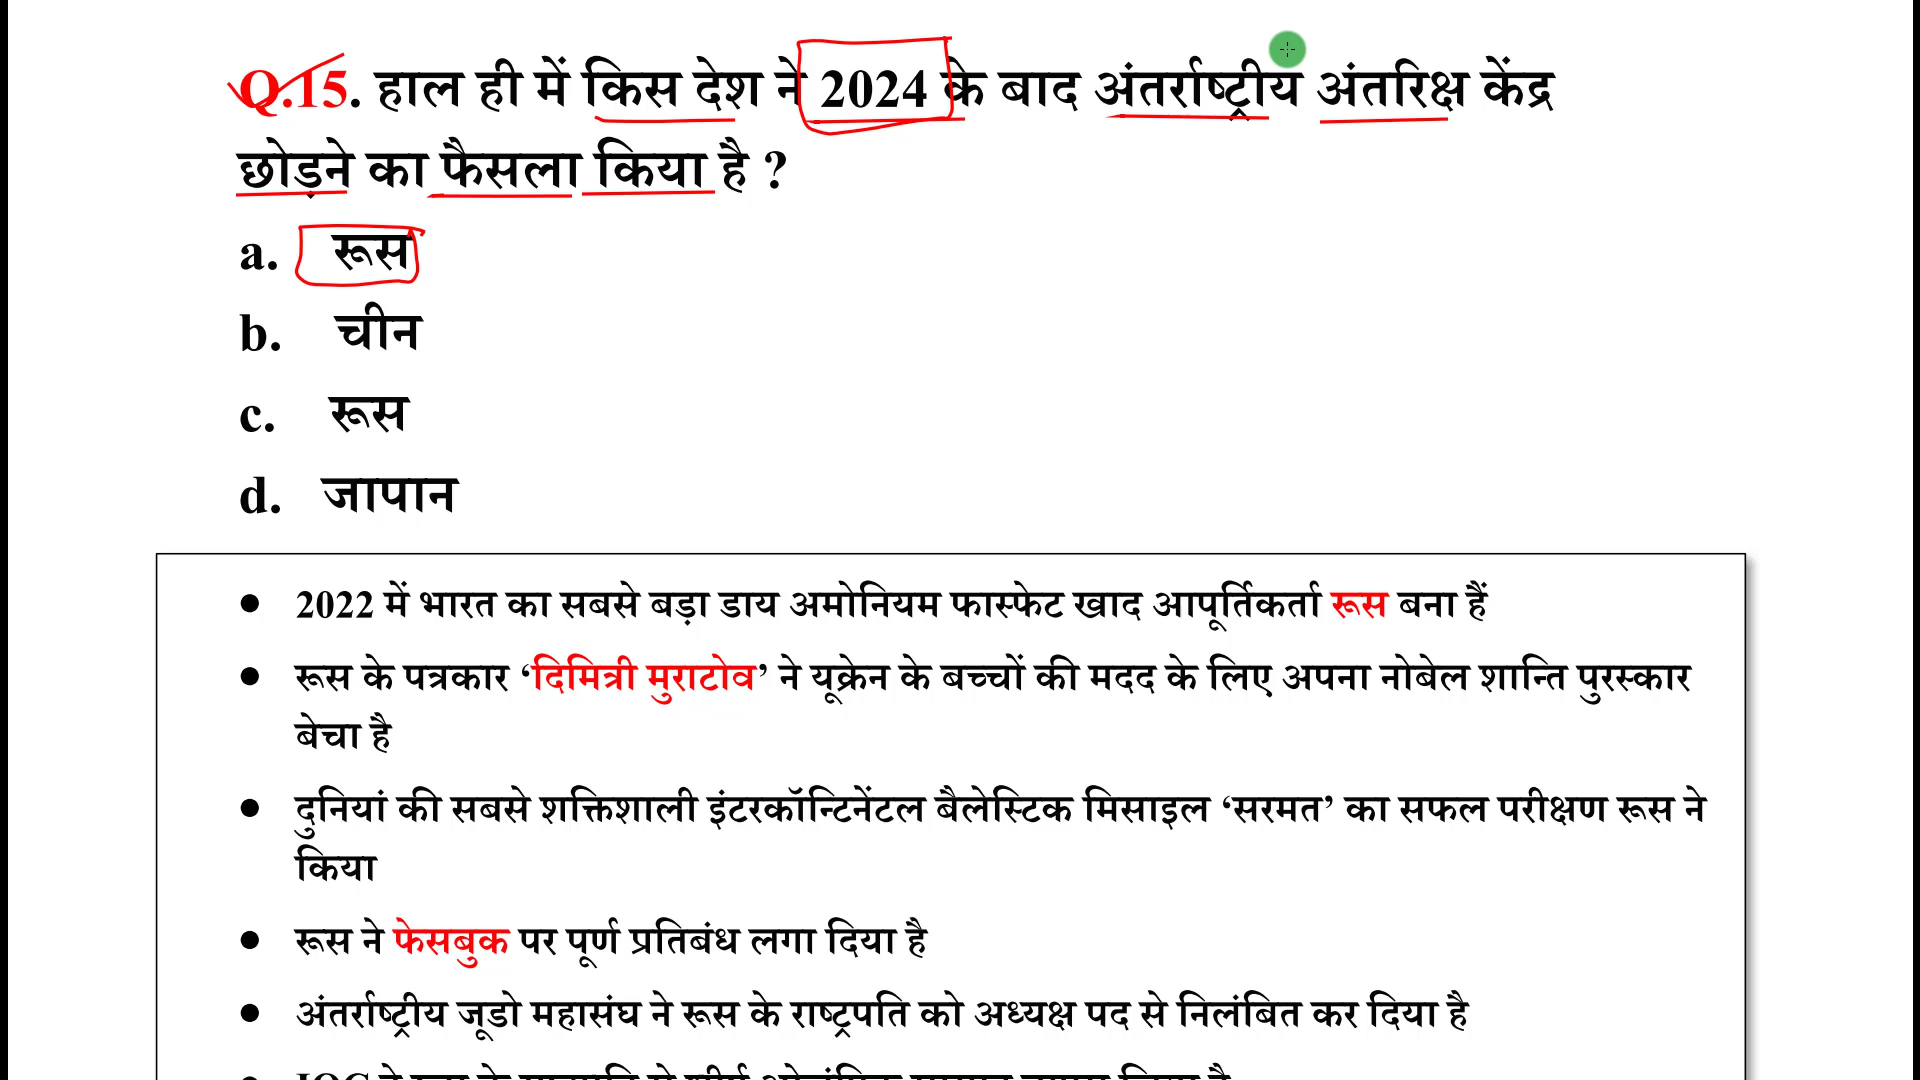 Q.15. हाल ही में किस देश ने 2024 के बाद अंतर्राष्ट्रीय अंतरिक्ष केंद्र
छोड़ने का फैसला किया है ?
a. रूस
b. चीन
c. रूस
d. जापान
● 2022 में भारत का सबसे बड़ा डाय अमोनियम फास्फेट खाद आपूर्तिकर्ता रूस बना हैं
● रूस के पत्रकार ‘दिमित्री मुराटोव’ ने यूक्रेन के बच्चों की मदद के लिए अपना नोबेल शान्ति पुरस्कार
बेचा है
● दुनियां की सबसे शक्तिशाली इंटरकॉन्टिनेंटल बैलेस्टिक मिसाइल ‘सरमत’ का सफल परीक्षण रूस ने
किया
● रूस ने फेसबुक पर पूर्ण प्रतिबंध लगा दिया है
● अंतर्राष्ट्रीय जूडो महासंघ ने रूस के राष्ट्रपति को अध्यक्ष पद से निलंबित कर दिया है